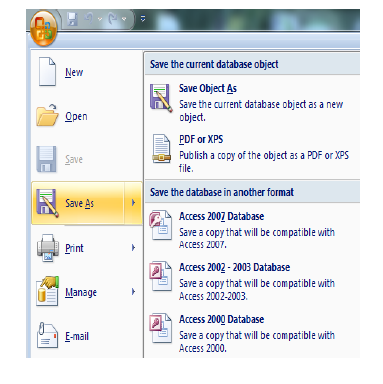 New
Open
Save
Save As
Print
Manage
E-mail
Save the current database object
Save Object As
Save the current database object as a new
object.
PDF or XPS
Publish a copy of the object as a PDF or XPS
file.
Save the database in another format
Access 2007 Database
Save a copy that will be compatible with
Access 2007.
Access 2002 - 2003 Database
Save a copy that will be compatible with
Access 2002-2003.
Access 2000 Database
Save a copy that will be compatible with
Access 2000.